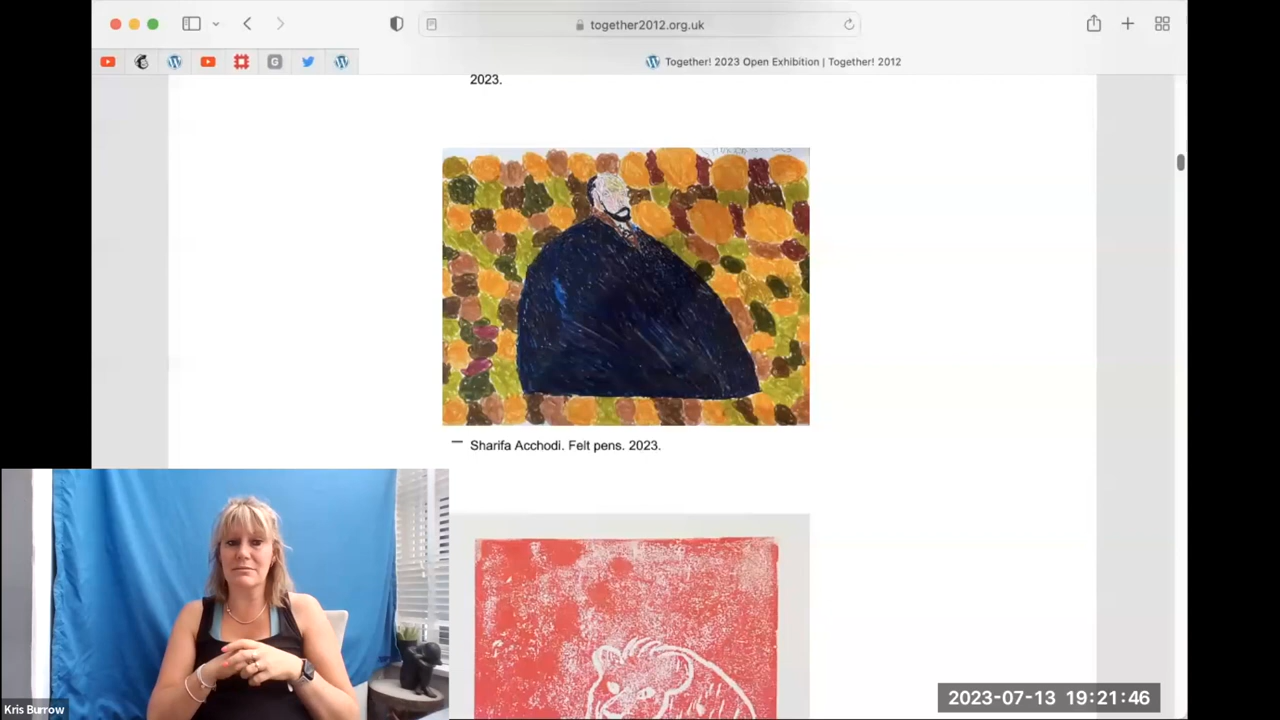 together2012.org.uk
Together! 2023 Open Exhibition | Together! 2012
2023.
Sharifa Acchodi. Felt pens. 2023.
Kris Burrow
2023-07-13 19:21:46